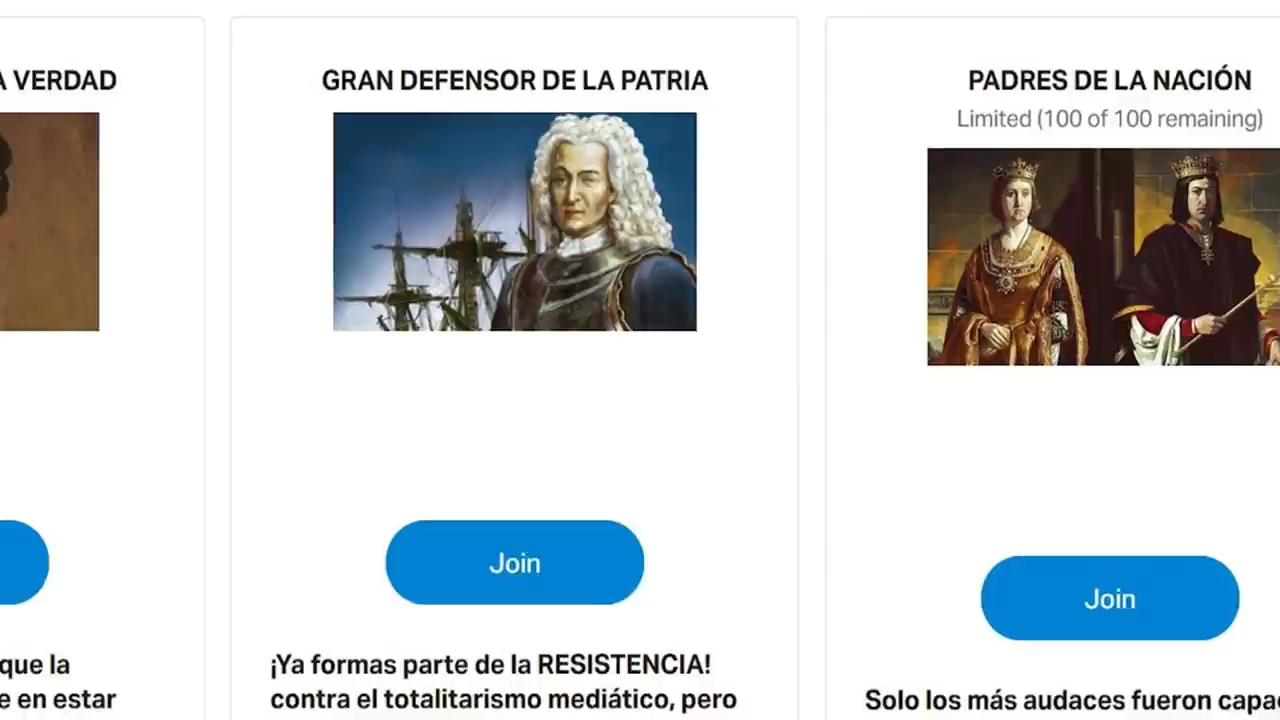 A VERDAD
que la
e en estar
GRAN DEFENSOR DE LA PATRIA
Join
¡Ya formas parte de la RESISTENCIA!
contra el totalitarismo mediático, pero
PADRES DE LA NACIÓN
Limited (100 of 100 remaining)
Join
Solo los más audaces fueron capa